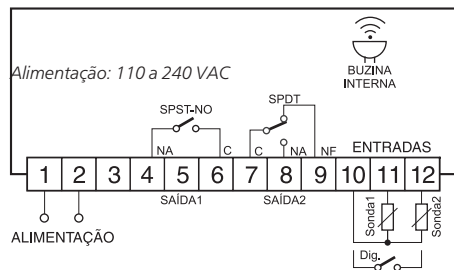 Alimentação: 110 a 240 VAC
BUZINA
INTERNA
SPST-NO
SPDT
NA
C
C
NA
NF
ENTRADAS
1 2 3 4 5 6 7 8 9 10 11 12
SAÍDA1
SAÍDA2
ALIMENTAÇÃO
Sonda1
Sonda2
Dig.